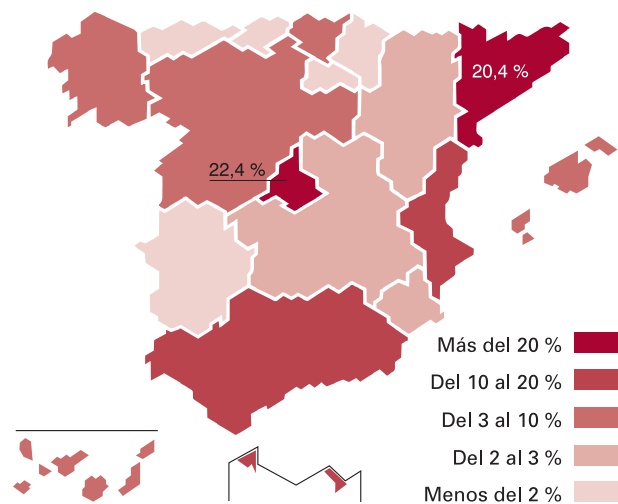 20,4 %
22,4 %
Más del 20 %
Del 10 al 20 %
Del 3 al 10 %
Del 2 al 3 %
Menos del 2 %